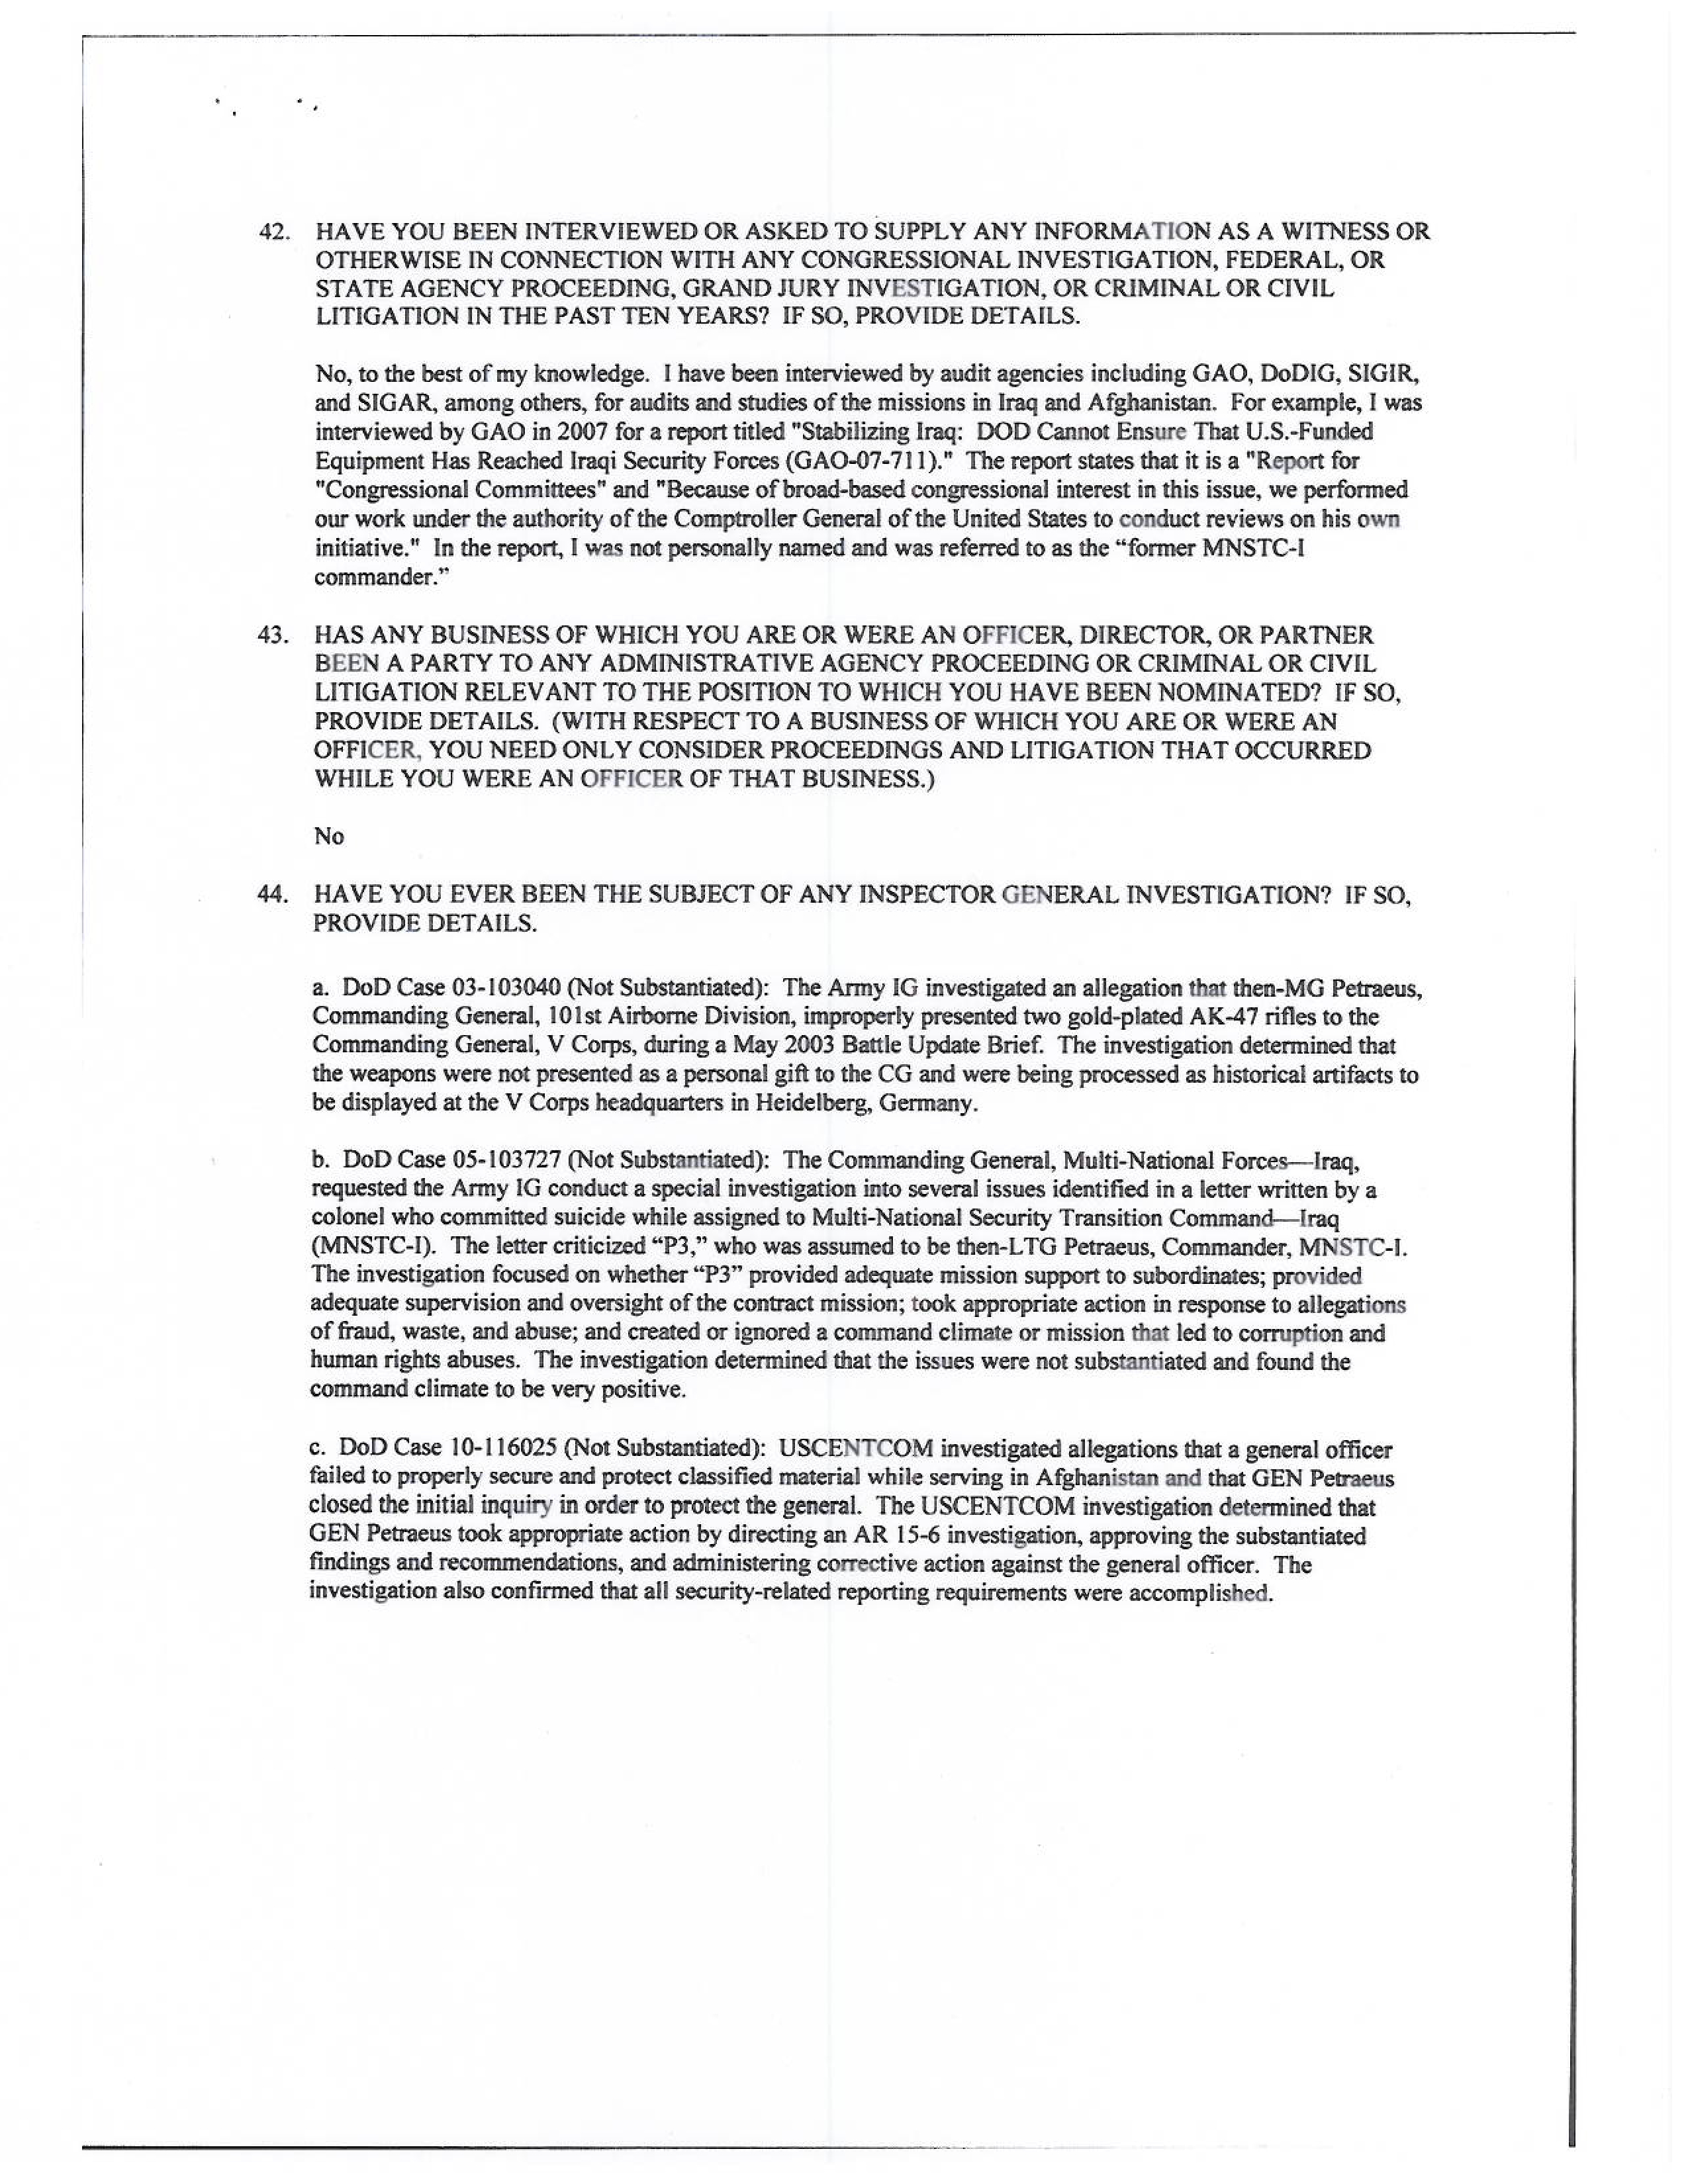 42. HAVE YOU BEEN INTERVIEWED OR ASKED TO SUPPLY ANY INFORMATION AS A WITNESS OR
OTHERWISE IN CONNECTION WITH ANY CONGRESSIONAL INVESTIGATION, FEDERAL, OR
STATE AGENCY PROCEEDING, GRAND JURY INVESTIGATION, OR CRIMINAL OR CIVIL
LITIGATION IN THE PAST TEN YEARS? IF SO, PROVIDE DETAILS.
No, to the best of my knowledge. I have been interviewed by audit agencies including GAO, DoDIG, SIGIR,
and SIGAR, among others, for audits and studies of the missions in Iraq and Afghanistan. For example, I was
interviewed by GAO in 2007 for a report titled "Stabilizing Iraq: DOD Cannot Ensure That U.S.-Funded
Equipment Has Reached Iraqi Security Forces (GAO-07-711)." The report states that it is a "Report for
"Congressional Committees" and "Because of broad-based congressional interest in this issue, we performed
our work under the authority of the Comptroller General of the United States to conduct reviews on his own
initiative." In the report, I was not personally named and was referred to as the “former MNSTC-I
commander.”
43. HAS ANY BUSINESS OF WHICH YOU ARE OR WERE AN OFFICER, DIRECTOR, OR PARTNER
BEEN A PARTY TO ANY ADMINISTRATIVE AGENCY PROCEEDING OR CRIMINAL OR CIVIL
LITIGATION RELEVANT TO THE POSITION TO WHICH YOU HAVE BEEN NOMINATED? IF SO,
PROVIDE DETAILS. (WITH RESPECT TO A BUSINESS OF WHICH YOU ARE OR WERE AN
OFFICER, YOU NEED ONLY CONSIDER PROCEEDINGS AND LITIGATION THAT OCCURRED
WHILE YOU WERE AN OFFICER OF THAT BUSINESS.)
No
44. HAVE YOU EVER BEEN THE SUBJECT OF ANY INSPECTOR GENERAL INVESTIGATION? IF SO,
PROVIDE DETAILS.
a. DoD Case 03-103040 (Not Substantiated): The Army IG investigated an allegation that then-MG Petraeus,
Commanding General, 101st Airborne Division, improperly presented two gold-plated AK-47 rifles to the
Commanding General, V Corps, during a May 2003 Battle Update Brief. The investigation determined that
the weapons were not presented as a personal gift to the CG and were being processed as historical artifacts to
be displayed at the V Corps headquarters in Heidelberg, Germany.
b. DoD Case 05-103727 (Not Substantiated): The Commanding General, Multi-National Forces—Iraq,
requested the Army IG conduct a special investigation into several issues identified in a letter written by a
colonel who committed suicide while assigned to Multi-National Security Transition Command—Iraq
(MNSTC-I). The letter criticized “P3,” who was assumed to be then-LTG Petraeus, Commander, MNSTC-I.
The investigation focused on whether “P3” provided adequate mission support to subordinates; provided
adequate supervision and oversight of the contract mission; took appropriate action in response to allegations
of fraud, waste, and abuse; and created or ignored a command climate or mission that led to corruption and
human rights abuses. The investigation determined that the issues were not substantiated and found the
command climate to be very positive.
c. DoD Case 10-116025 (Not Substantiated): USCENTCOM investigated allegations that a general officer
failed to properly secure and protect classified material while serving in Afghanistan and that GEN Petraeus
closed the initial inquiry in order to protect the general. The USCENTCOM investigation determined that
GEN Petraeus took appropriate action by directing an AR 15-6 investigation, approving the substantiated
findings and recommendations, and administering corrective action against the general officer. The
investigation also confirmed that all security-related reporting requirements were accomplished.